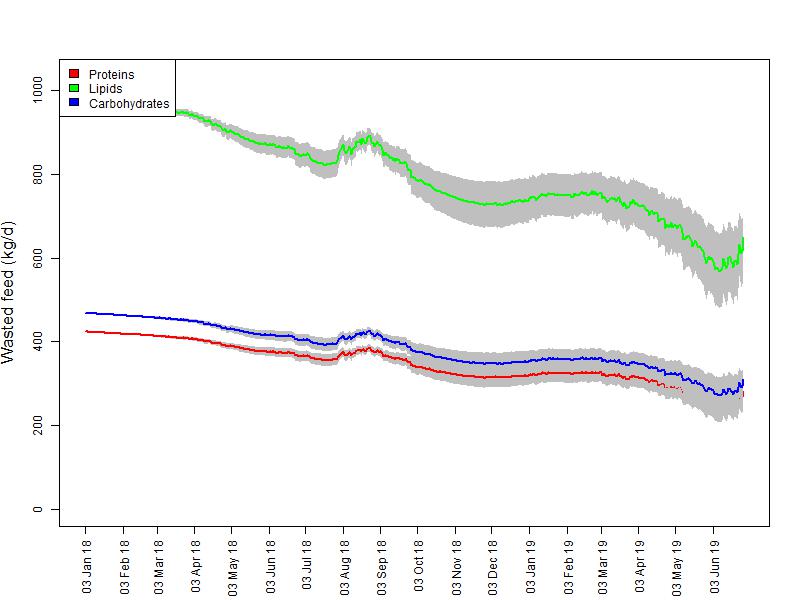 Proteins
Lipids
Carbohydrates
Wasted feed (kg/d)
1000
800
600
400
200
0
03 Jan 18
03 Feb 18
03 Mar 18
03 Apr 18
03 May 18
03 Jun 18
03 Jul 18
03 Aug 18
03 Sep 18
03 Oct 18
03 Nov 18
03 Dec 18
03 Jan 19
03 Feb 19
03 Mar 19
03 Apr 19
03 May 19
03 Jun 19